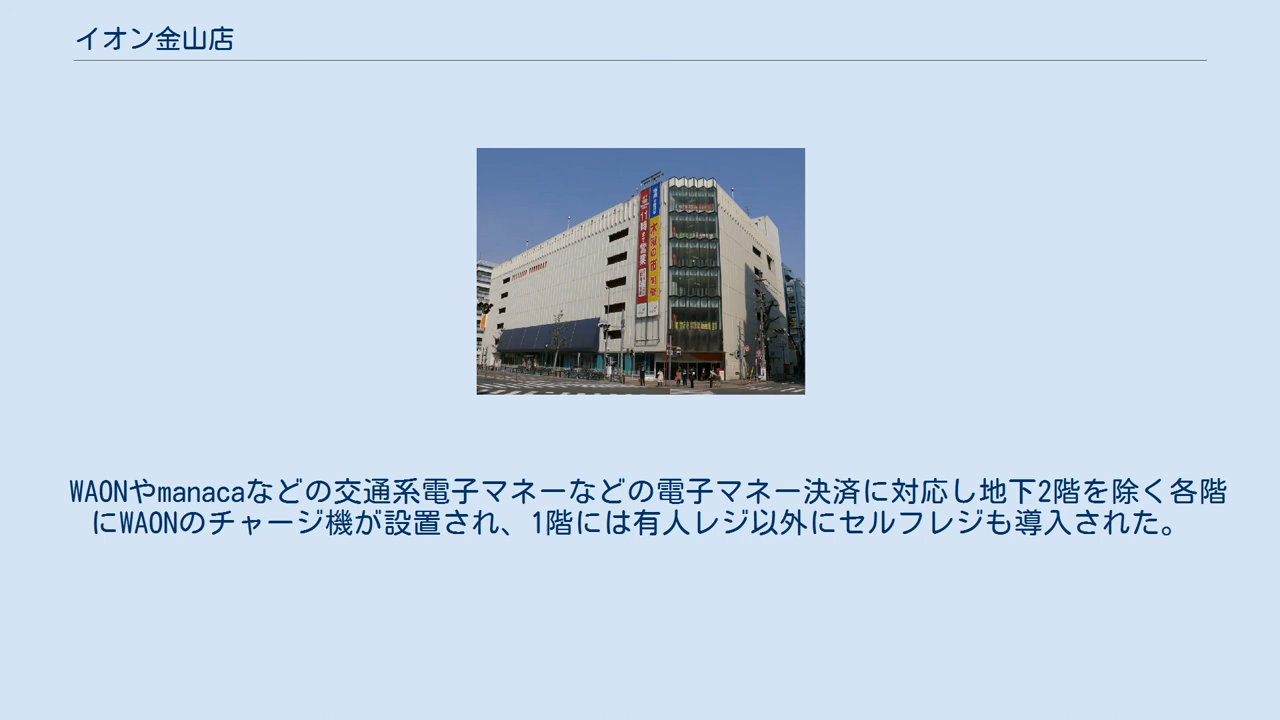 イオン金山店
WAONやmanacaなどの交通系電子マネーなどの電子マネー決済に対応し地下2階を除く各階
にWAONのチャージ機が設置され、1階には有人レジ以外にセルフレジも導入された。